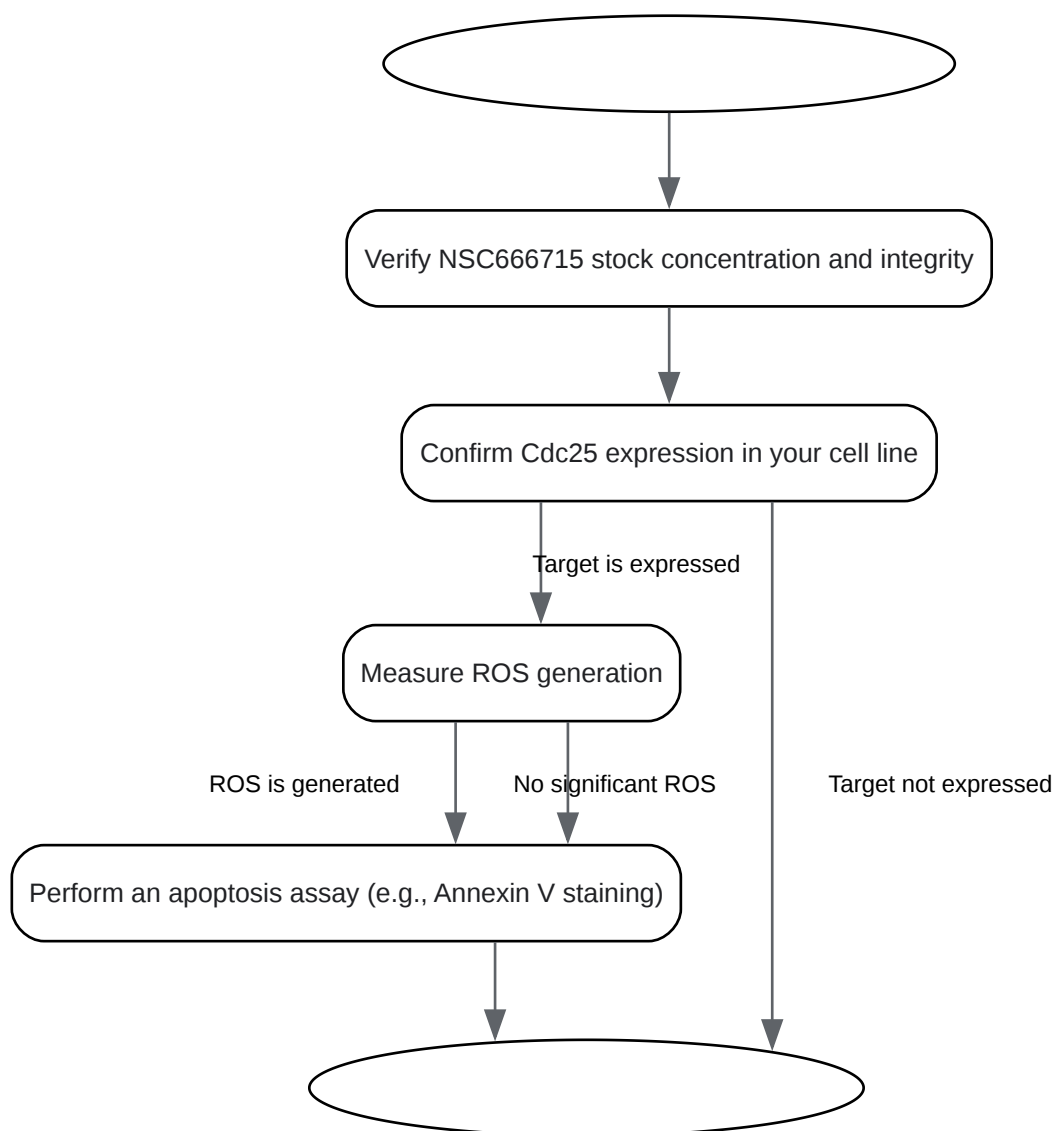 Verify NSC666715 stock concentration and integrity
Confirm Cdc25 expression in your cell line
Target is expressed
Measure ROS generation
ROS is generated
No significant ROS
Target not expressed
Perform an apoptosis assay (e.g., Annexin V staining)